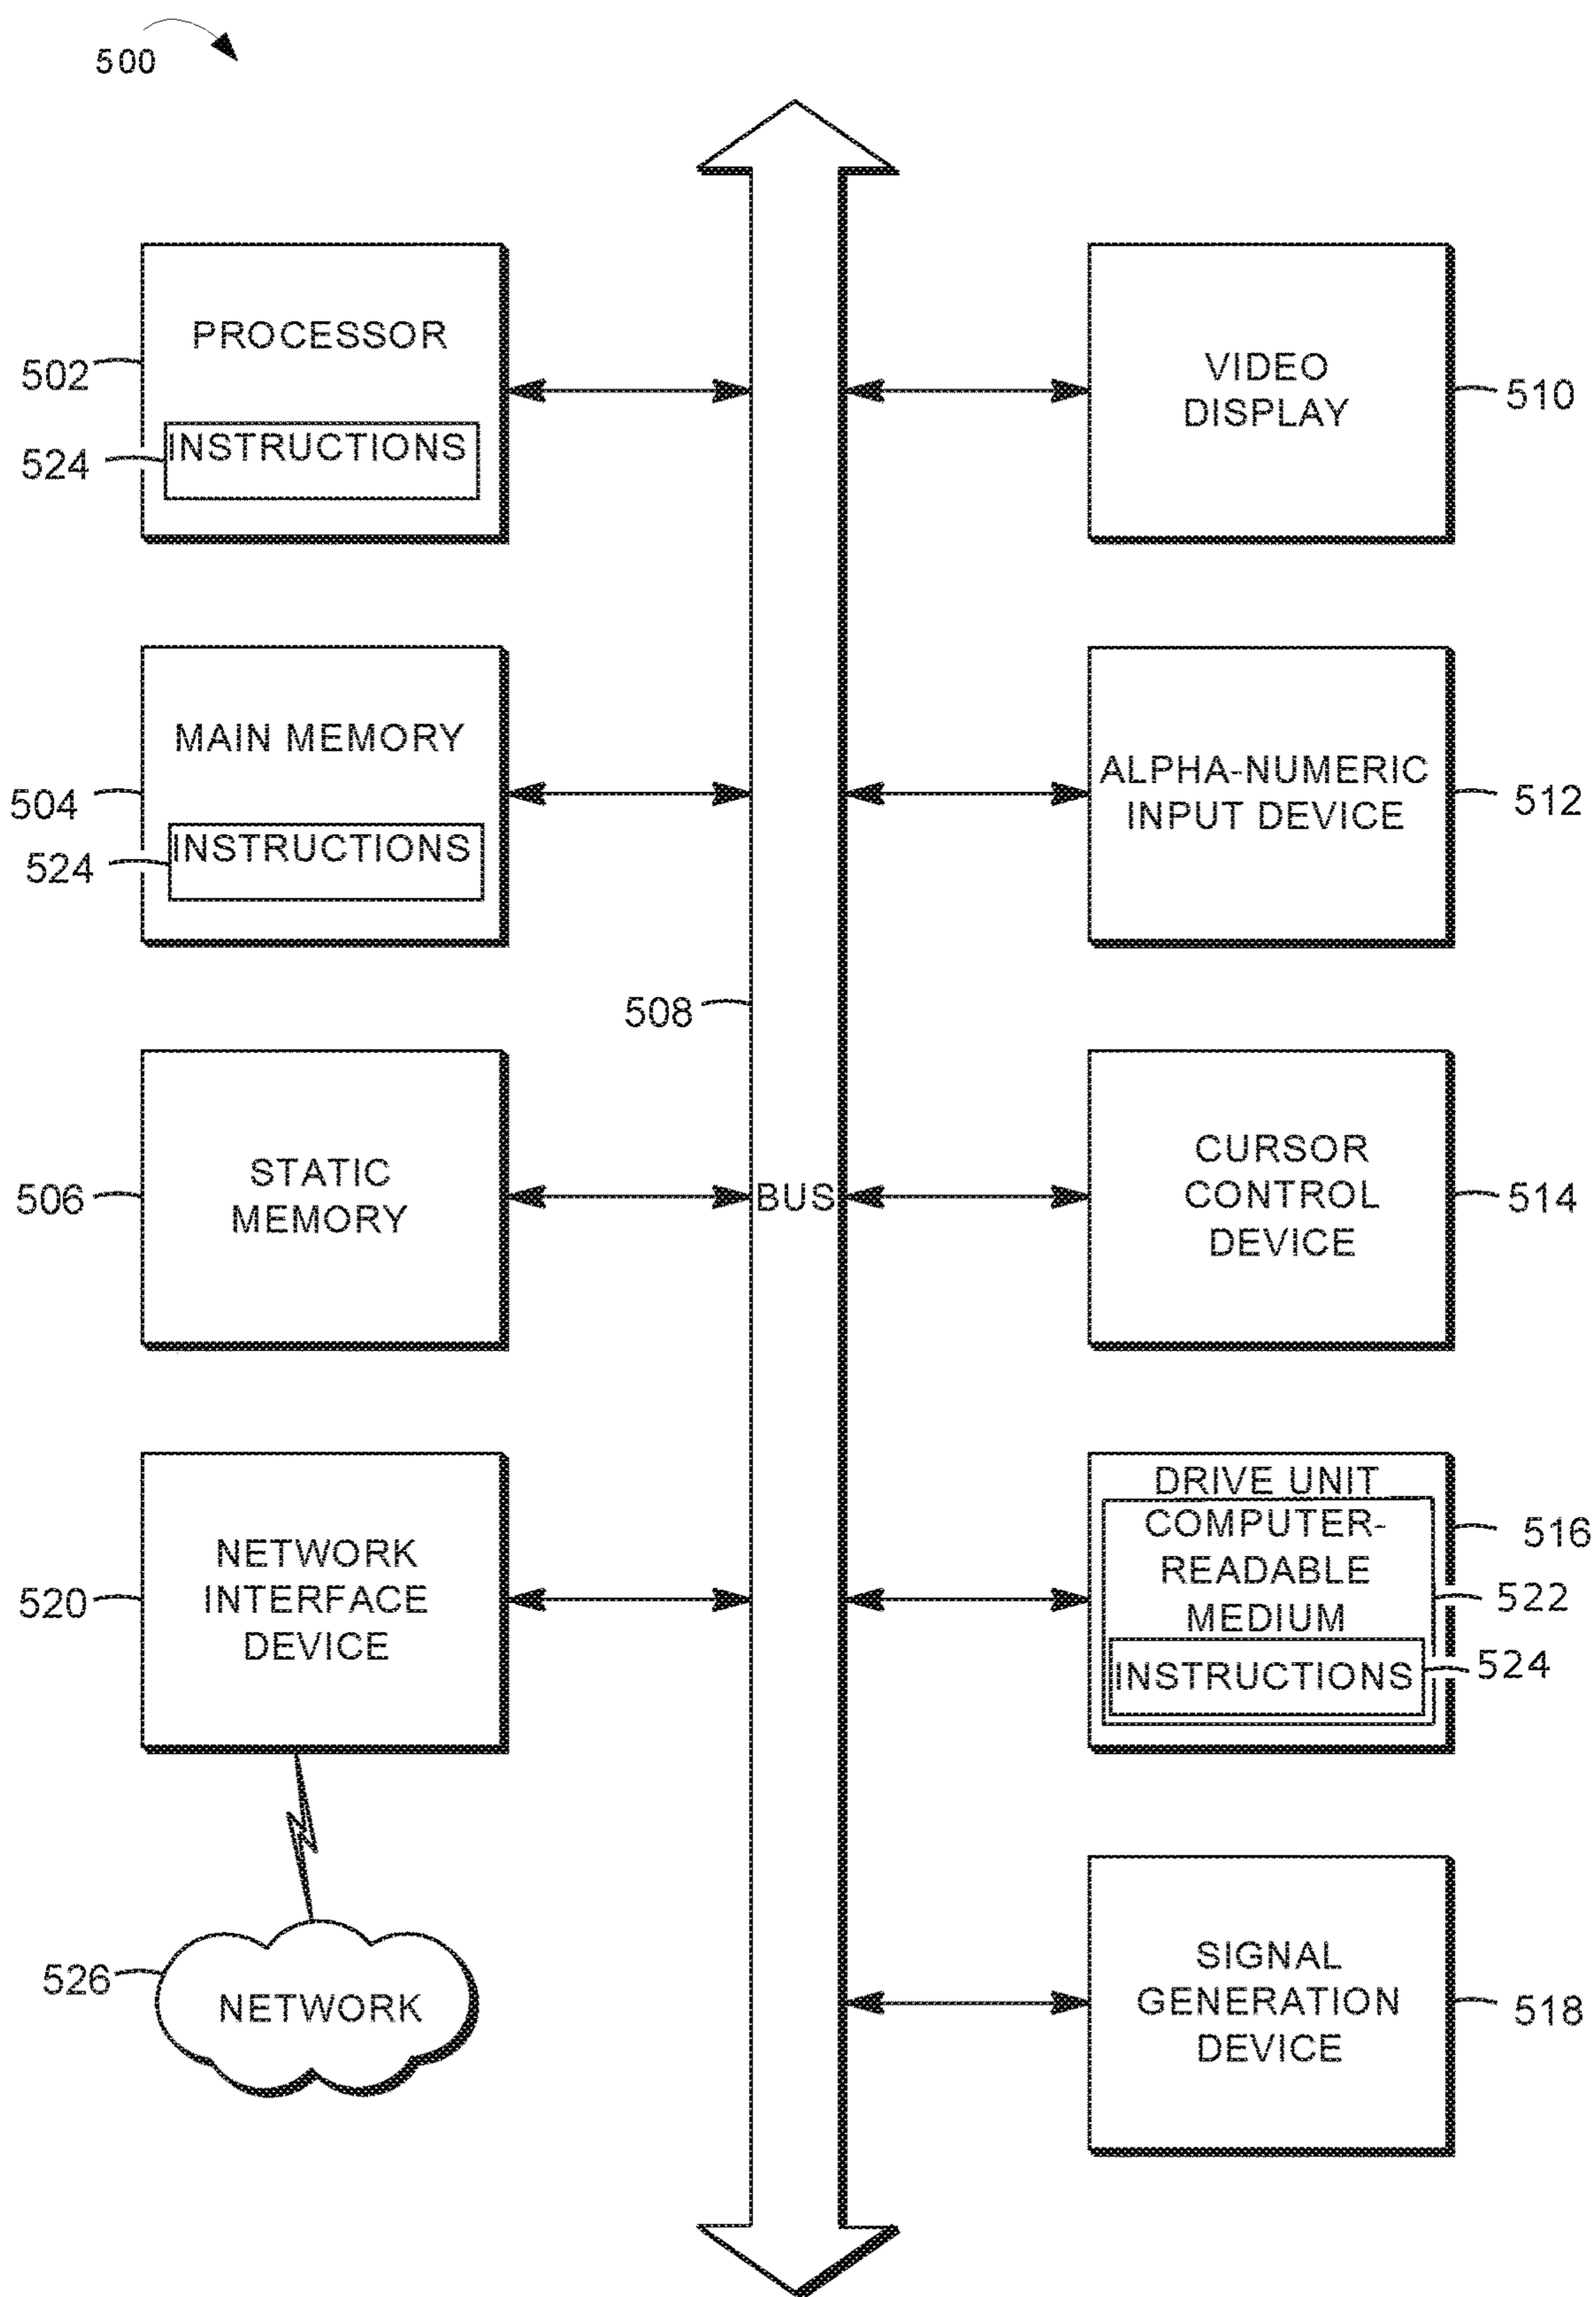 500
PROCESSOR
502
INSTRUCTIONS
524
VIDEO
DISPLAY
510
MAIN MEMORY
504
INSTRUCTIONS
524
ALPHA-NUMERIC
INPUT DEVICE
512
508
BUS
STATIC
MEMORY
506
CURSOR
CONTROL
DEVICE
514
NETWORK
INTERFACE
DEVICE
520
DRIVE UNIT
516
COMPUTER-
READABLE
MEDIUM
522
INSTRUCTIONS
524
526
NETWORK
SIGNAL
GENERATION
DEVICE
518